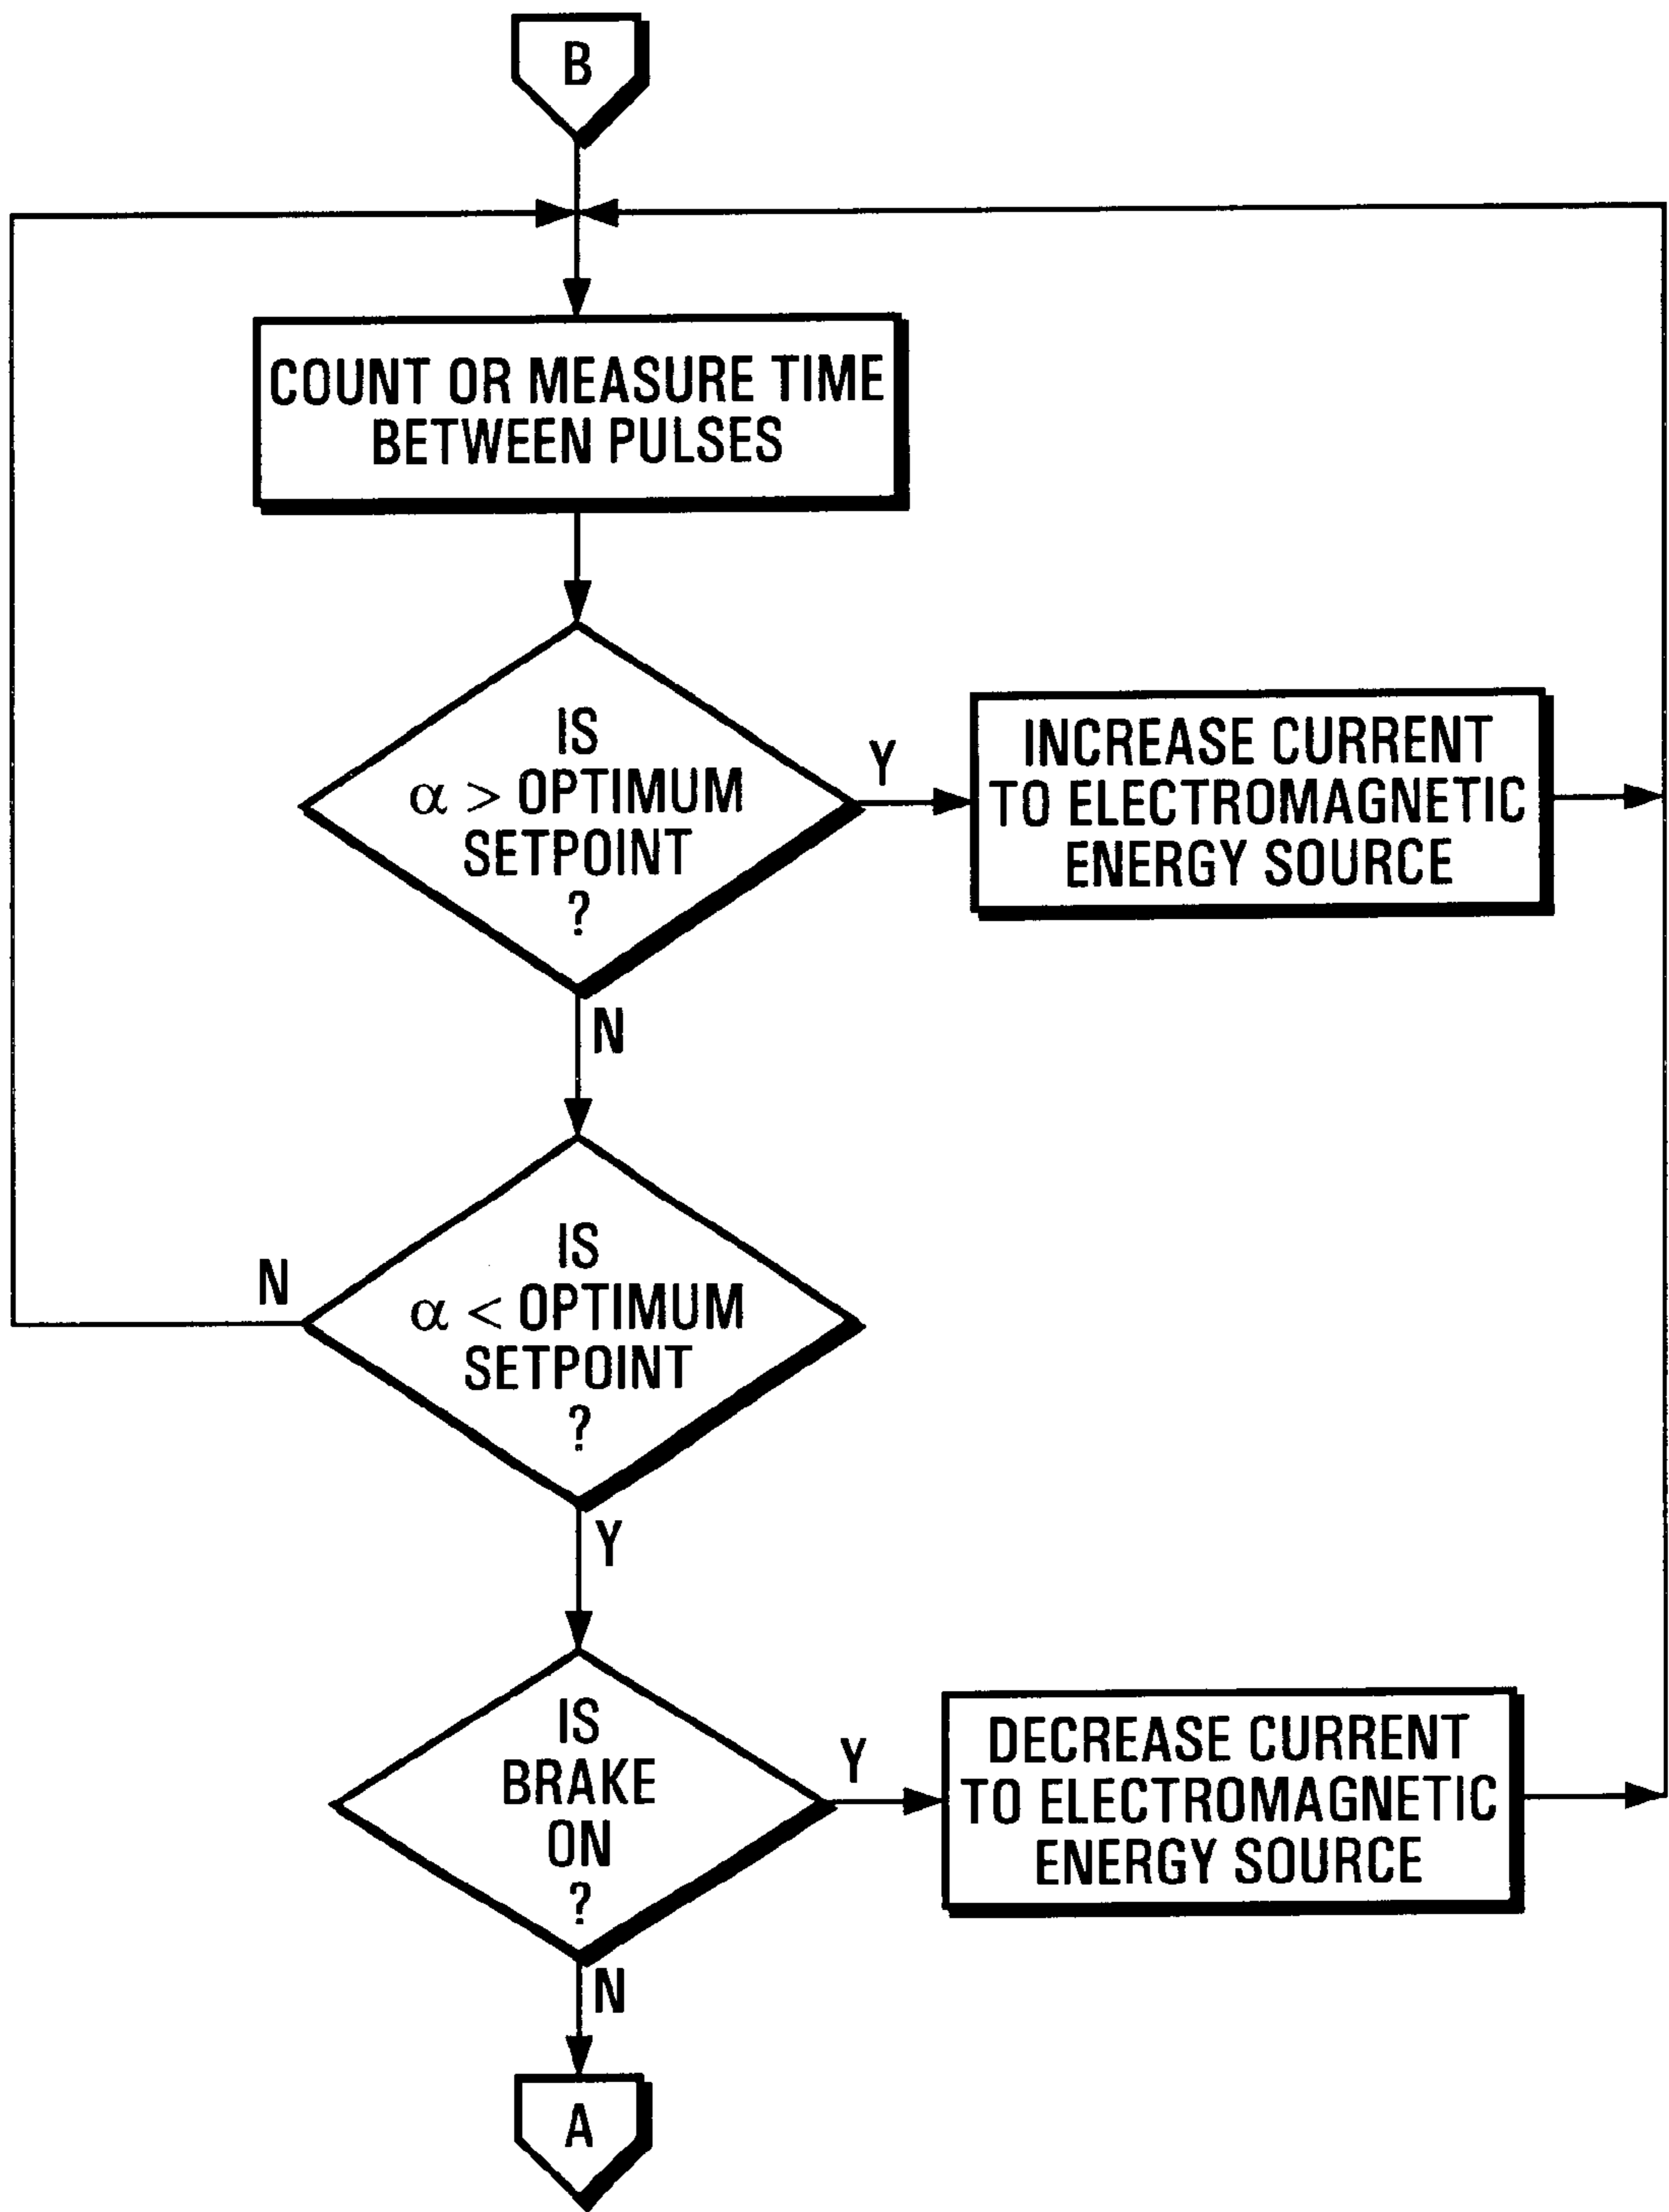 B
COUNT OR MEASURE TIME
BETWEEN PULSES
IS
α > OPTIMUM
SETPOINT
?
Y
INCREASE CURRENT
TO ELECTROMAGNETIC
ENERGY SOURCE
N
IS
α < OPTIMUM
SETPOINT
?
N
Y
IS
BRAKE
ON
?
Y
DECREASE CURRENT
TO ELECTROMAGNETIC
ENERGY SOURCE
N
A